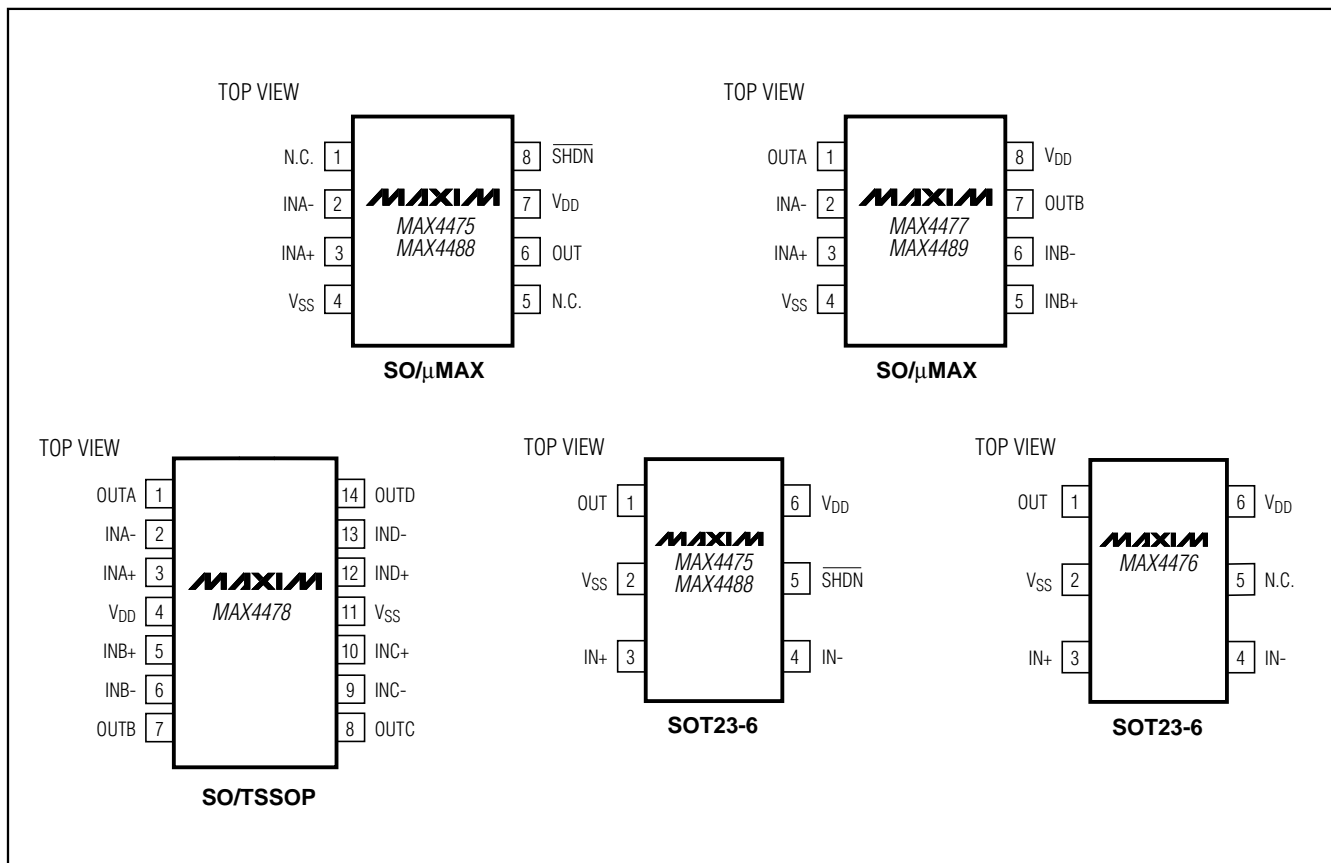 TOP VIEW
N.C. 1 8 S̅H̅D̅N̅
INA- 2 MAXIM 7 VDD
MAX4475
INA+ 3 MAX4488 6 OUT
VSS 4 5 N.C.
SO/μMAX
TOP VIEW
OUTA 1 8 VDD
INA- 2 MAXIM 7 OUTB
MAX4477
INA+ 3 MAX4489 6 INB-
VSS 4 5 INB+
SO/μMAX
TOP VIEW
OUTA 1 14 OUTD
INA- 2 13 IND-
INA+ 3 MAXIM 12 IND+
VDD 4 MAX4478 11 VSS
INB+ 5 10 INC+
INB- 6 9 INC-
OUTB 7 8 OUTC
SO/TSSOP
TOP VIEW
OUT 1 6 VDD
MAXIM
MAX4475
VSS 2 MAX4488 5 S̅H̅D̅N̅
IN+ 3 4 IN-
SOT23-6
TOP VIEW
OUT 1 6 VDD
MAXIM
MAX4476
VSS 2 5 N.C.
IN+ 3 4 IN-
SOT23-6